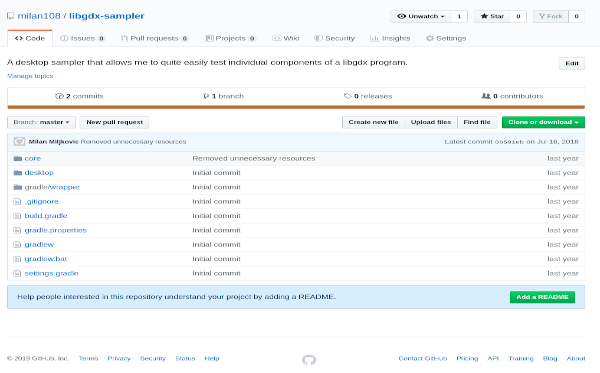 milan108 / libgdx-sampler Unwatch 1 Star 0 Fork 0
Code Issues 0 Pull requests 0 Projects 0 Wiki Security Insights Settings
A desktop sampler that allows me to quite easily test individual components of a libgdx program. Edit
Manage topics
2 commits 1 branch 0 releases 0 contributors
Branch: master New pull request Create new file Upload files Find file Clone or download
Milan Miljkovic Removed unnecessary resources Latest commit on Jul 16, 2018
core Removed unnecessary resources last year
desktop Initial commit last year
gradle/wrapper Initial commit last year
.gitignore Initial commit last year
build.gradle Initial commit last year
gradle.properties Initial commit last year
gradlew Initial commit last year
gradlew.bat Initial commit last year
settings.gradle Initial commit last year
Help people interested in this repository understand your project by adding a README. Add a README
© 2019 GitHub, Inc. Terms Privacy Security Status Help Contact GitHub Pricing API Training Blog About